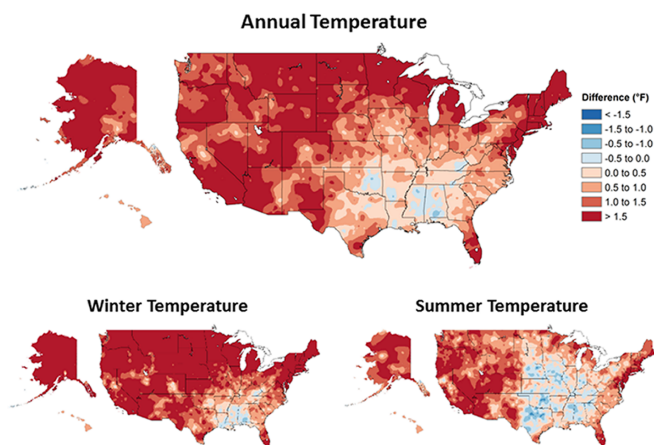 Annual Temperature
Difference (°F)
< -1.5
-1.5 to -1.0
-0.5 to -1.0
-0.5 to 0.0
0.0 to 0.5
0.5 to 1.0
1.0 to 1.5
> 1.5
Winter Temperature
Summer Temperature